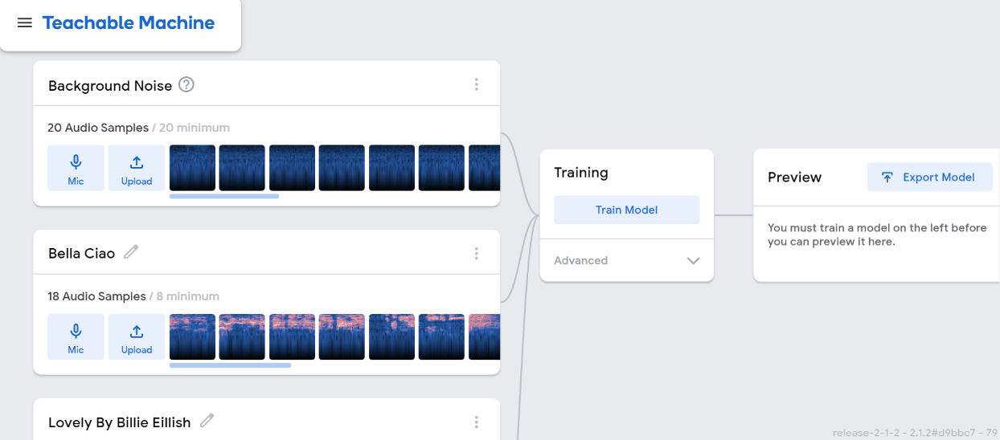 Teachable Machine
Background Noise
20 Audio Samples / 20 minimum
Mic
Upload
Bella Ciao
18 Audio Samples / 8 minimum
Mic
Upload
Lovely By Billie Eillish
Training
Train Model
Advanced
Preview
Export Model
You must train a model on the left before
you can preview it here.
release-2-1-2 - 2.1.2#d9bbc7 - 79